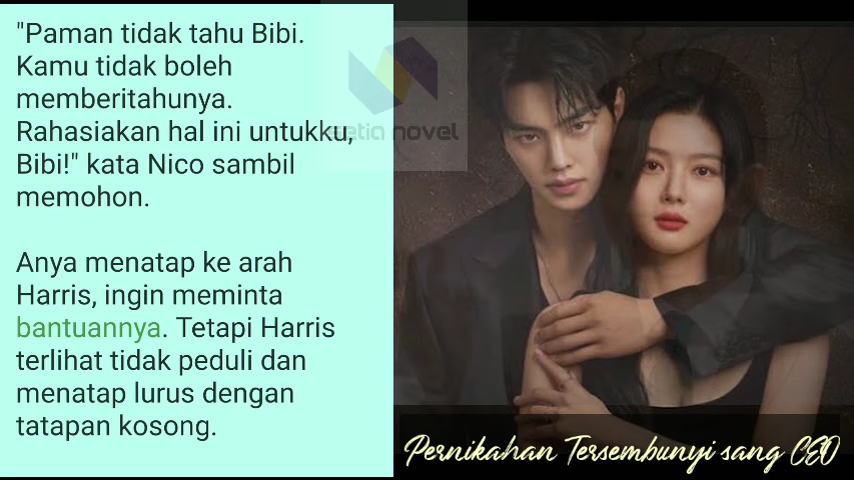 "Paman tidak tahu Bibi.
Kamu tidak boleh
memberitahunya.
Rahasiakan hal ini untukku,
Bibi!" kata Nico sambil
memohon.
Anya menatap ke arah
Harris, ingin meminta
bantuannya. Tetapi Harris
terlihat tidak peduli dan
menatap lurus dengan
tatapan kosong.
setia novel
Pernikahan Tersembunyi sang CEO